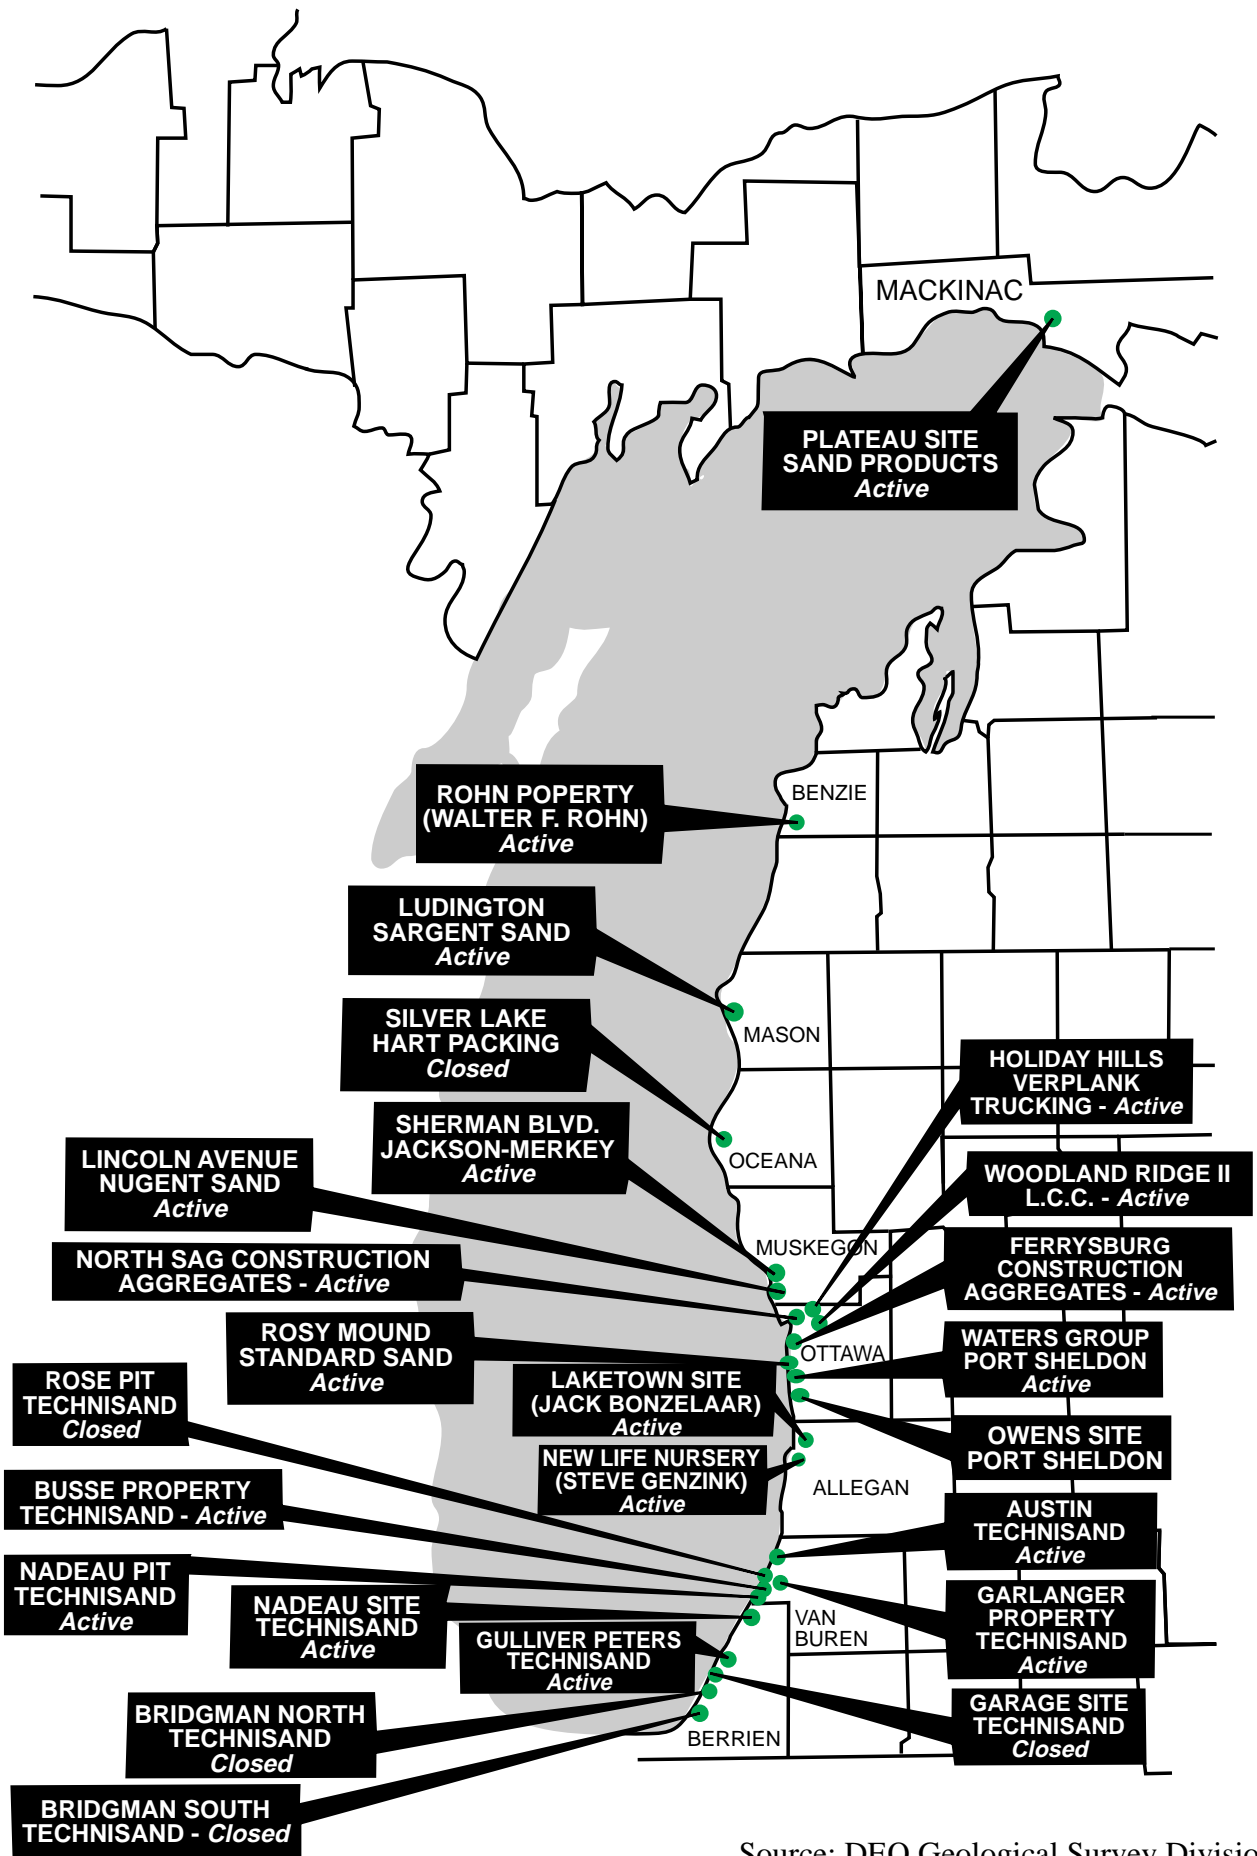 MACKINAC
PLATEAU SITE
SAND PRODUCTS
Active
BENZIE
ROHN POPERTY
(WALTER F. ROHN)
Active
LUDINGTON
SARGENT SAND
Active
MASON
SILVER LAKE
HART PACKING
Closed
HOLIDAY HILLS
VERPLANK
TRUCKING - Active
SHERMAN BLVD.
JACKSON-MERKEY
Active
OCEANA
LINCOLN AVENUE
NUGENT SAND
Active
WOODLAND RIDGE II
L.C.C. - Active
MUSKEGON
NORTH SAG CONSTRUCTION
AGGREGATES - Active
FERRYSBURG
CONSTRUCTION
AGGREGATES - Active
ROSY MOUND
STANDARD SAND
Active
OTTAWA
WATERS GROUP
PORT SHELDON
Active
ROSE PIT
TECHNISAND
Closed
LAKETOWN SITE
(JACK BONZELAAR)
Active
OWENS SITE
PORT SHELDON
NEW LIFE NURSERY
(STEVE GENZINK)
Active
ALLEGAN
BUSSE PROPERTY
TECHNISAND - Active
AUSTIN
TECHNISAND
Active
NADEAU PIT
TECHNISAND
Active
NADEAU SITE
TECHNISAND
Active
GARLANGER
PROPERTY
TECHNISAND
Active
VAN
BUREN
GULLIVER PETERS
TECHNISAND
Active
BRIDGMAN NORTH
TECHNISAND
Closed
GARAGE SITE
TECHNISAND
Closed
BERRIEN
BRIDGMAN SOUTH
TECHNISAND - Closed
Source: DEQ Geological Survey Divisio